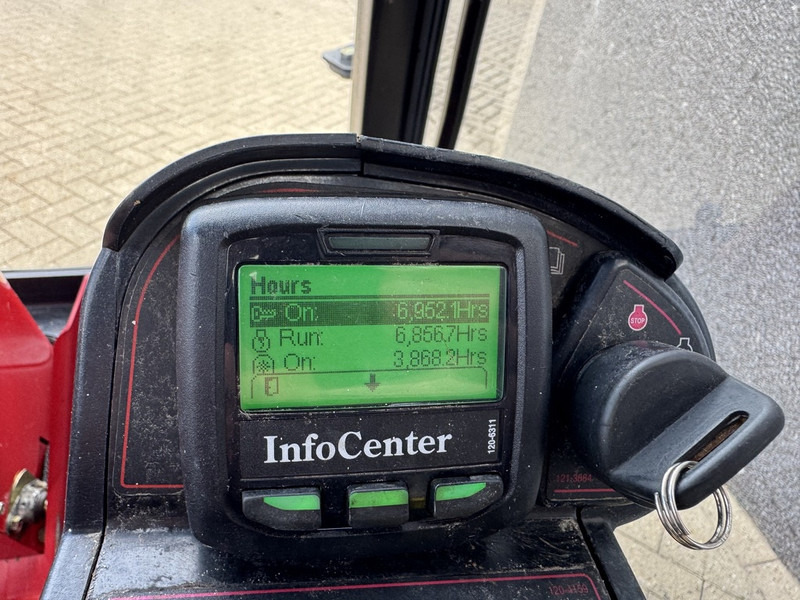 Hours
On: 6,952.1Hrs
Run: 6,856.7Hrs
On: 3,868.2Hrs
InfoCenter
120-6311
STOP